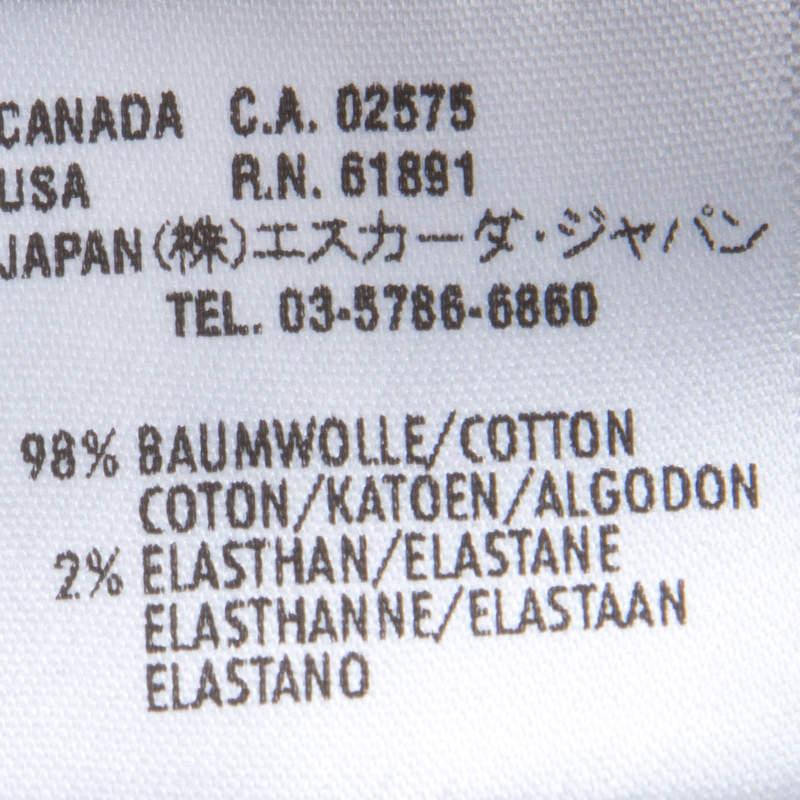 CANADA C.A. 02575
USA R.N. 61891
JAPAN (株)エスカーダ・ジャパン
TEL. 03-5786-6860
98% BAUMWOLLE/COTTON
COTON/KATOEN/ALGODON
2% ELASTHAN/ELASTANE
ELASTHANNE/ELASTAAN
ELASTANO